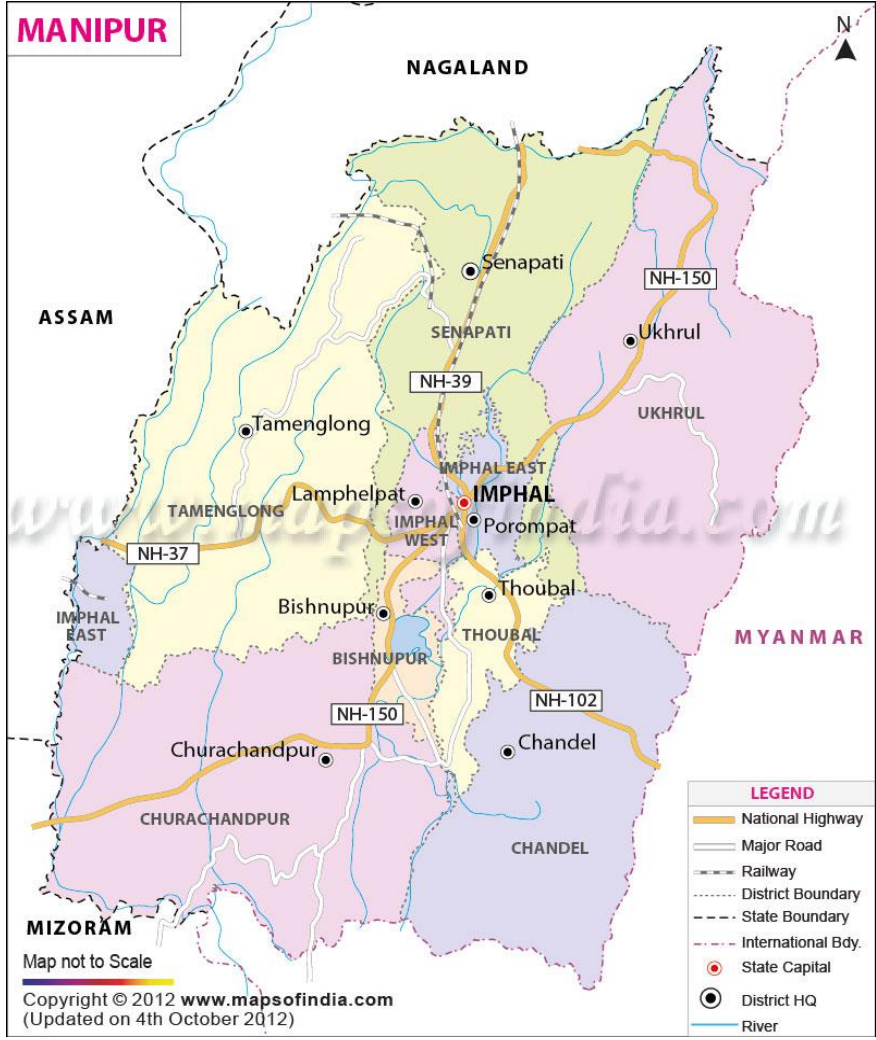 MANIPUR
N
NAGALAND
Senapati
NH-150
ASSAM
SENAPATI
Ukhrul
NH-39
UKHRUL
Tamenglong
IMPHAL EAST
Lamphelpat
IMPHAL
TAMENGLONG
IMPHAL
WEST
Porompat
www.mapsofindia.com
NH-37
Thoubal
Bishnupur
IMPHAL
EAST
THOUBAL
MYANMAR
BISHNUPUR
NH-102
NH-150
Chandel
Churachandpur
CHURACHANDPUR
CHANDEL
LEGEND
National Highway
Major Road
Railway
District Boundary
State Boundary
International Bdy.
State Capital
District HQ
River
MIZORAM
Map not to Scale
Copyright © 2012 www.mapsofindia.com
(Updated on 4th October 2012)